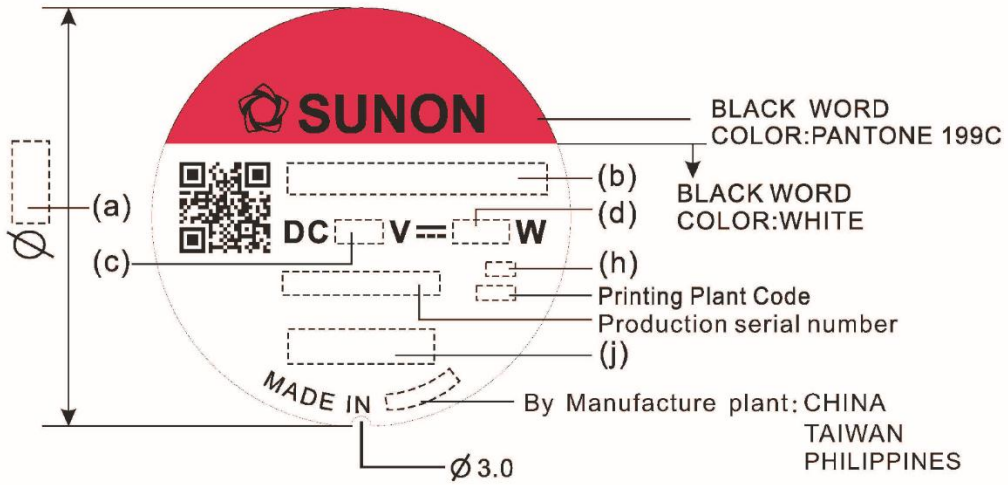 SUNON
BLACK WORD
COLOR:PANTONE 199C
(a)
(b)
BLACK WORD
COLOR:WHITE
DC V W
(d)
Ø
(c)
(h)
Printing Plant Code
Production serial number
(j)
MADE IN
By Manufacture plant: CHINA
TAIWAN
PHILIPPINES
Ø 3.0